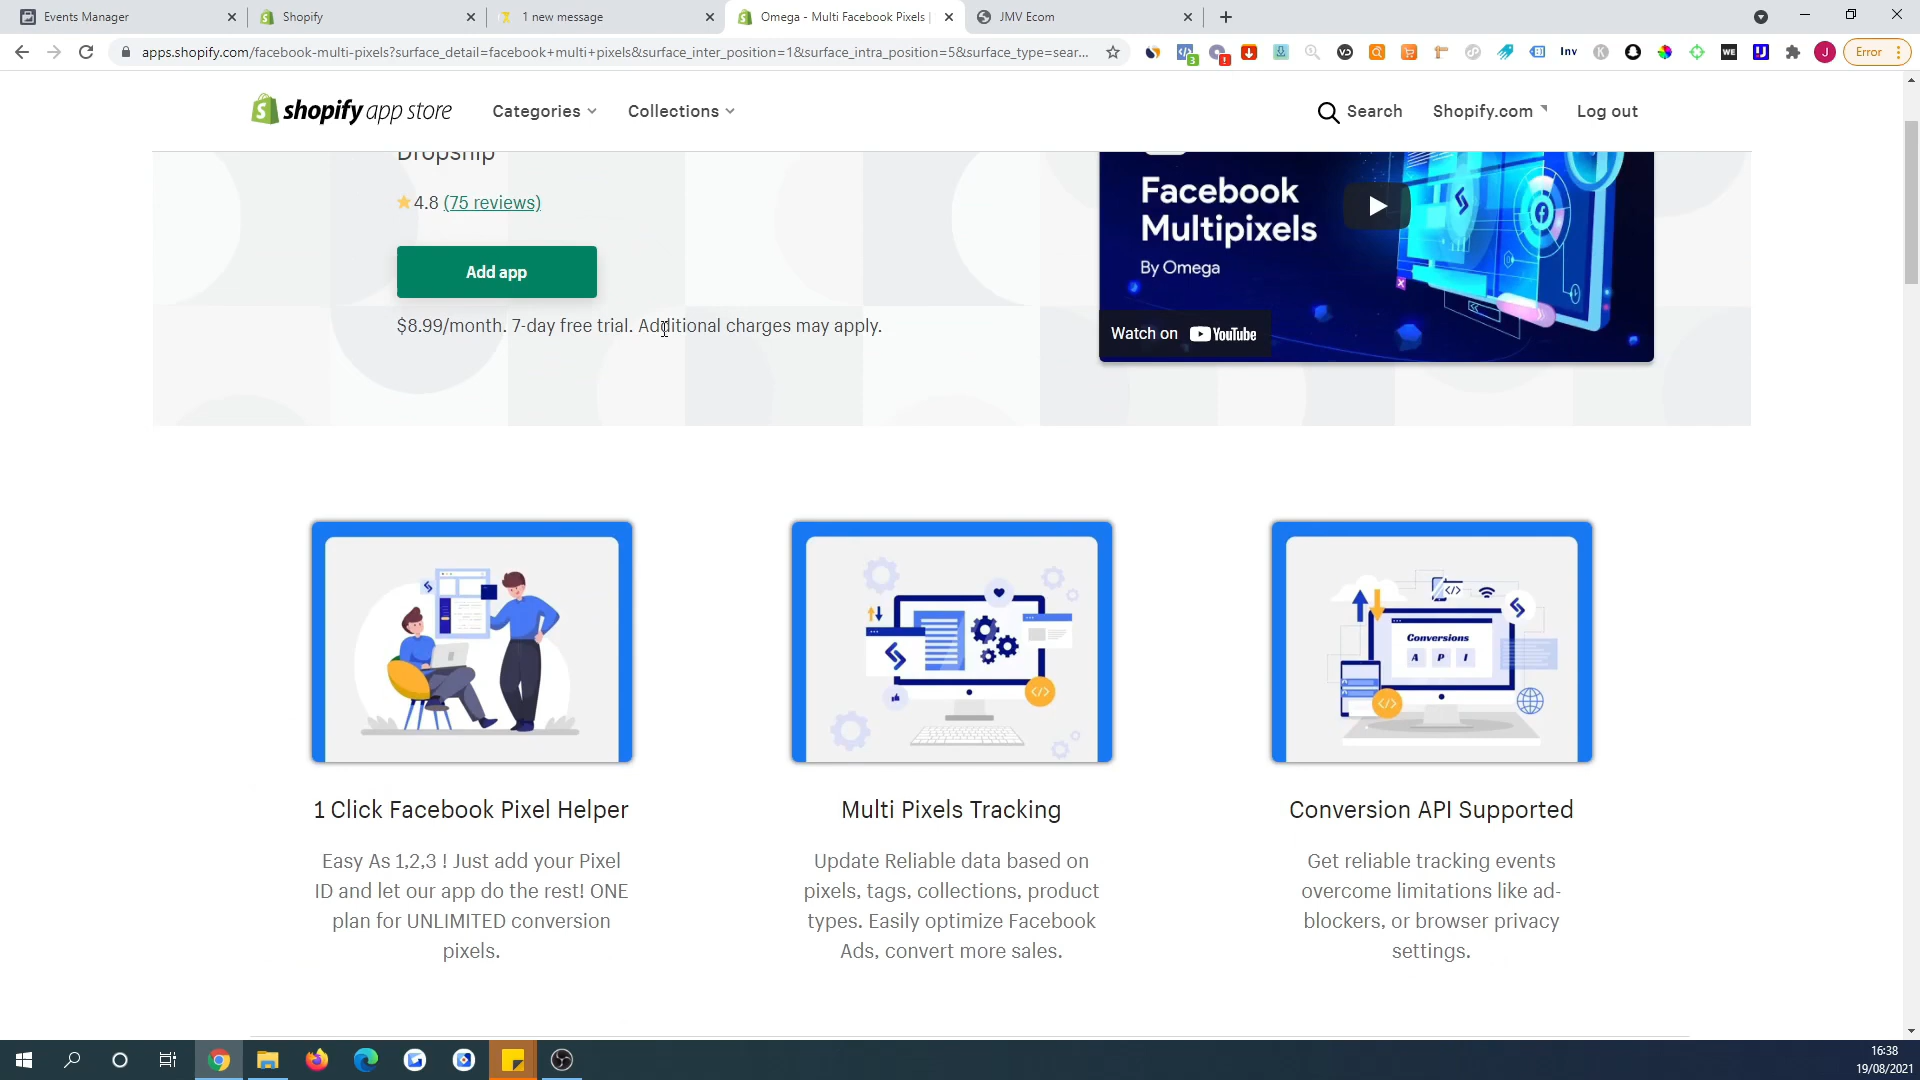 Events Manager
Shopify
1 new message
Omega - Multi Facebook Pixels |
JMV Ecom
apps.shopify.com/facebook-multi-pixels?surface_detail=facebook+multi+pixels&surface_inter_position=1&surface_intra_position=5&surface_type=sear...
3
!
Inv
WE
J
Error
shopify app store
Categories
Collections
Search
Shopify.com
Log out
Dropship
4.8 (75 reviews)
Add app
$8.99/month. 7-day free trial. Additional charges may apply.
Facebook
Multipixels
By Omega
Watch on YouTube
Conversions
A P I
1 Click Facebook Pixel Helper
Easy As 1,2,3 ! Just add your Pixel
ID and let our app do the rest! ONE
plan for UNLIMITED conversion
pixels.
Multi Pixels Tracking
Update Reliable data based on
pixels, tags, collections, product
types. Easily optimize Facebook
Ads, convert more sales.
Conversion API Supported
Get reliable tracking events
overcome limitations like ad-
blockers, or browser privacy
settings.
16:38
19/08/2021